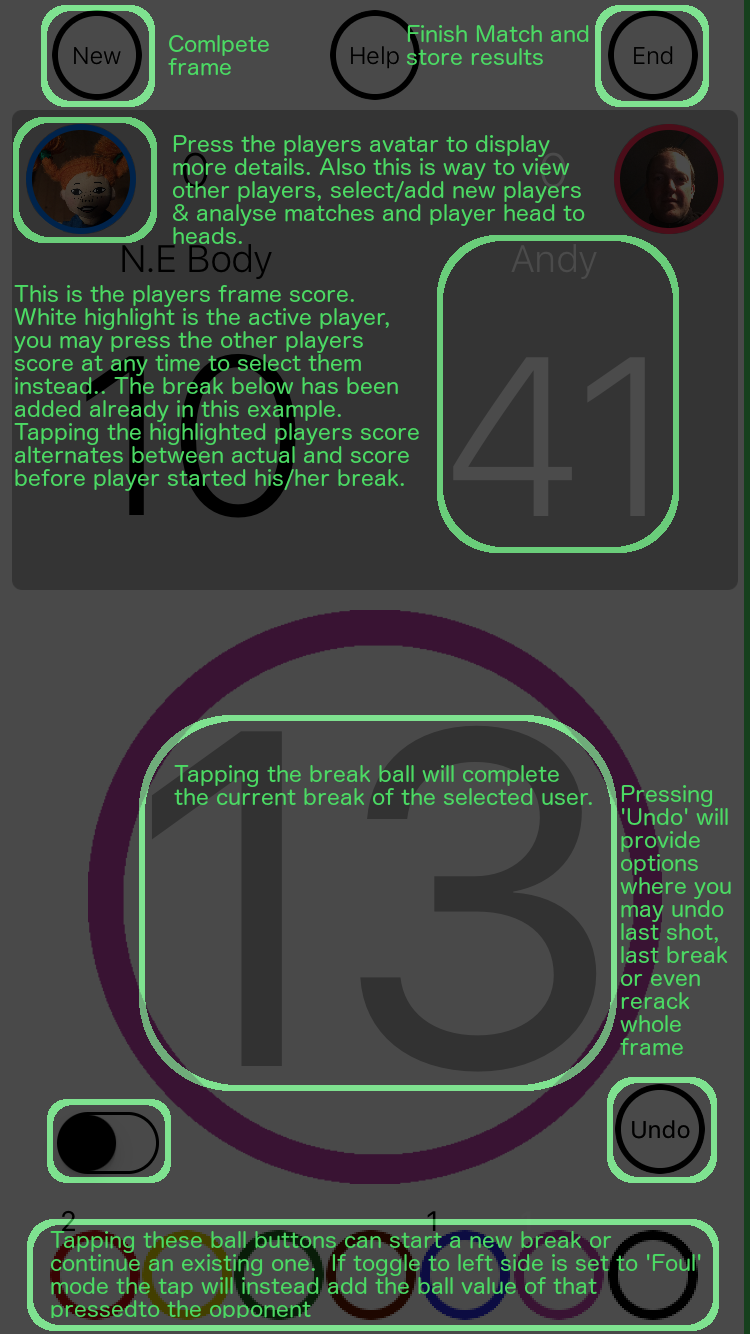 New
Comlpete
frame
Help
Finish Match and
store results
End
0
0
Press the players avatar to display
more details. Also this is way to view
other players, select/add new players
& analyse matches and player head to
heads.
N.E Body
Andy
This is the players frame score.
White highlight is the active player,
you may press the other players
score at any time to select them
instead.. The break below has been
added already in this example.
Tapping the highlighted players score
alternates between actual and score
before player started his/her break.
10
41
13
Tapping the break ball will complete
the current break of the selected user.
Pressing
'Undo' will
provide
options
where you
may undo
last shot,
last break
or even
rerack
whole
frame
Undo
2
1
Tapping these ball buttons can start a new break or
continue an existing one.  If toggle to left side is set to 'Foul'
mode the tap will instead add the ball value of that
pressedto the opponent